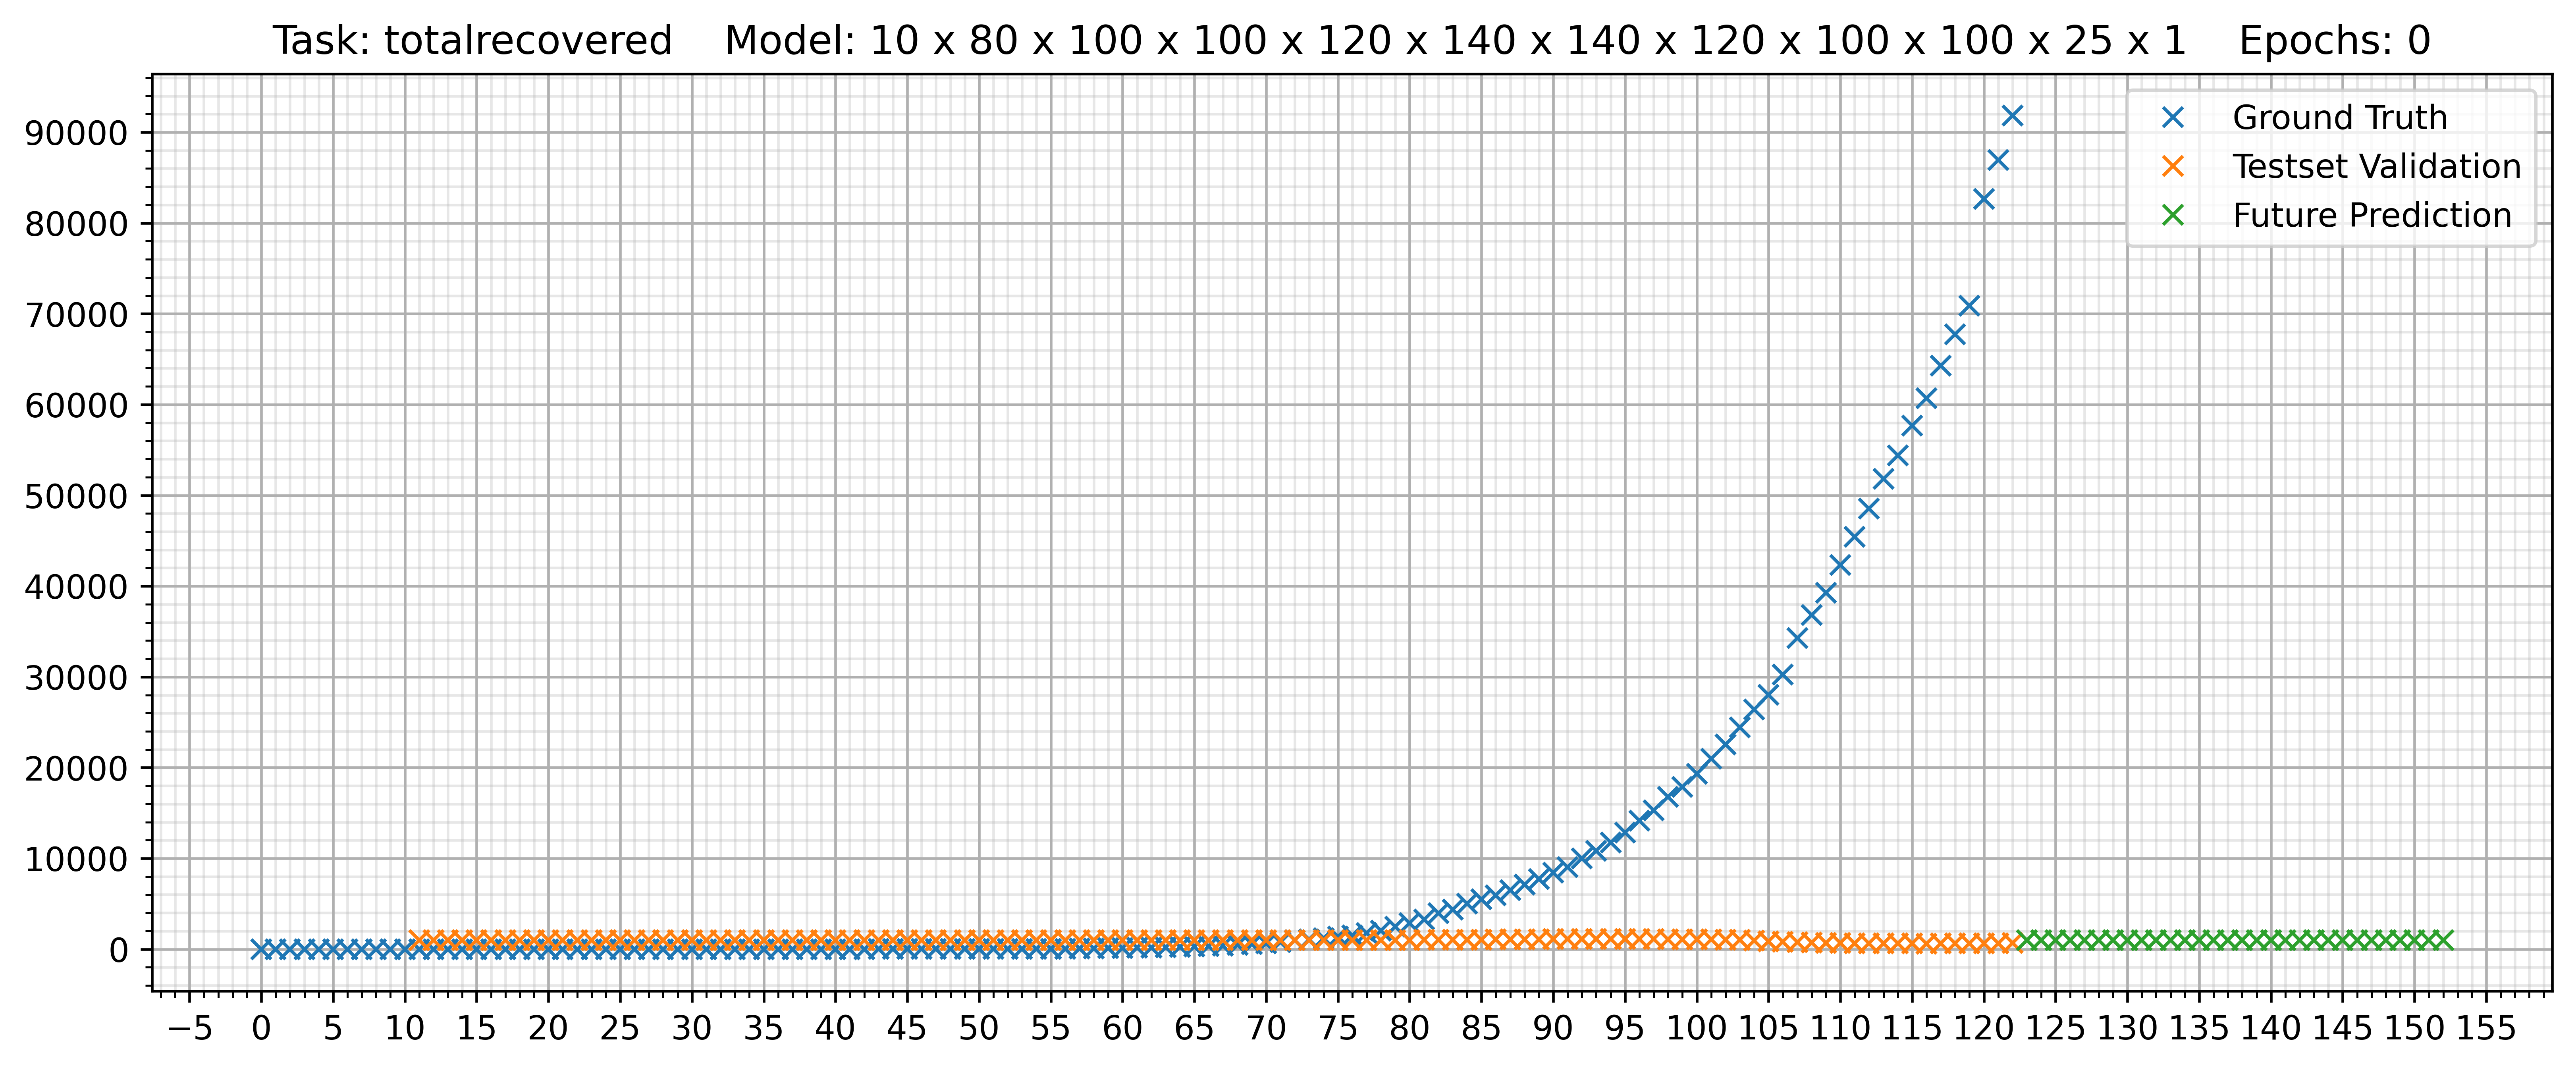 Task: totalrecovered    Model: 10 x 80 x 100 x 100 x 120 x 140 x 140 x 120 x 100 x 100 x 25 x 1    Epochs: 0
Ground Truth
Testset Validation
Future Prediction
90000
80000
70000
60000
50000
40000
30000
20000
10000
0
−5 0 5 10 15 20 25 30 35 40 45 50 55 60 65 70 75 80 85 90 95 100 105 110 115 120 125 130 135 140 145 150 155